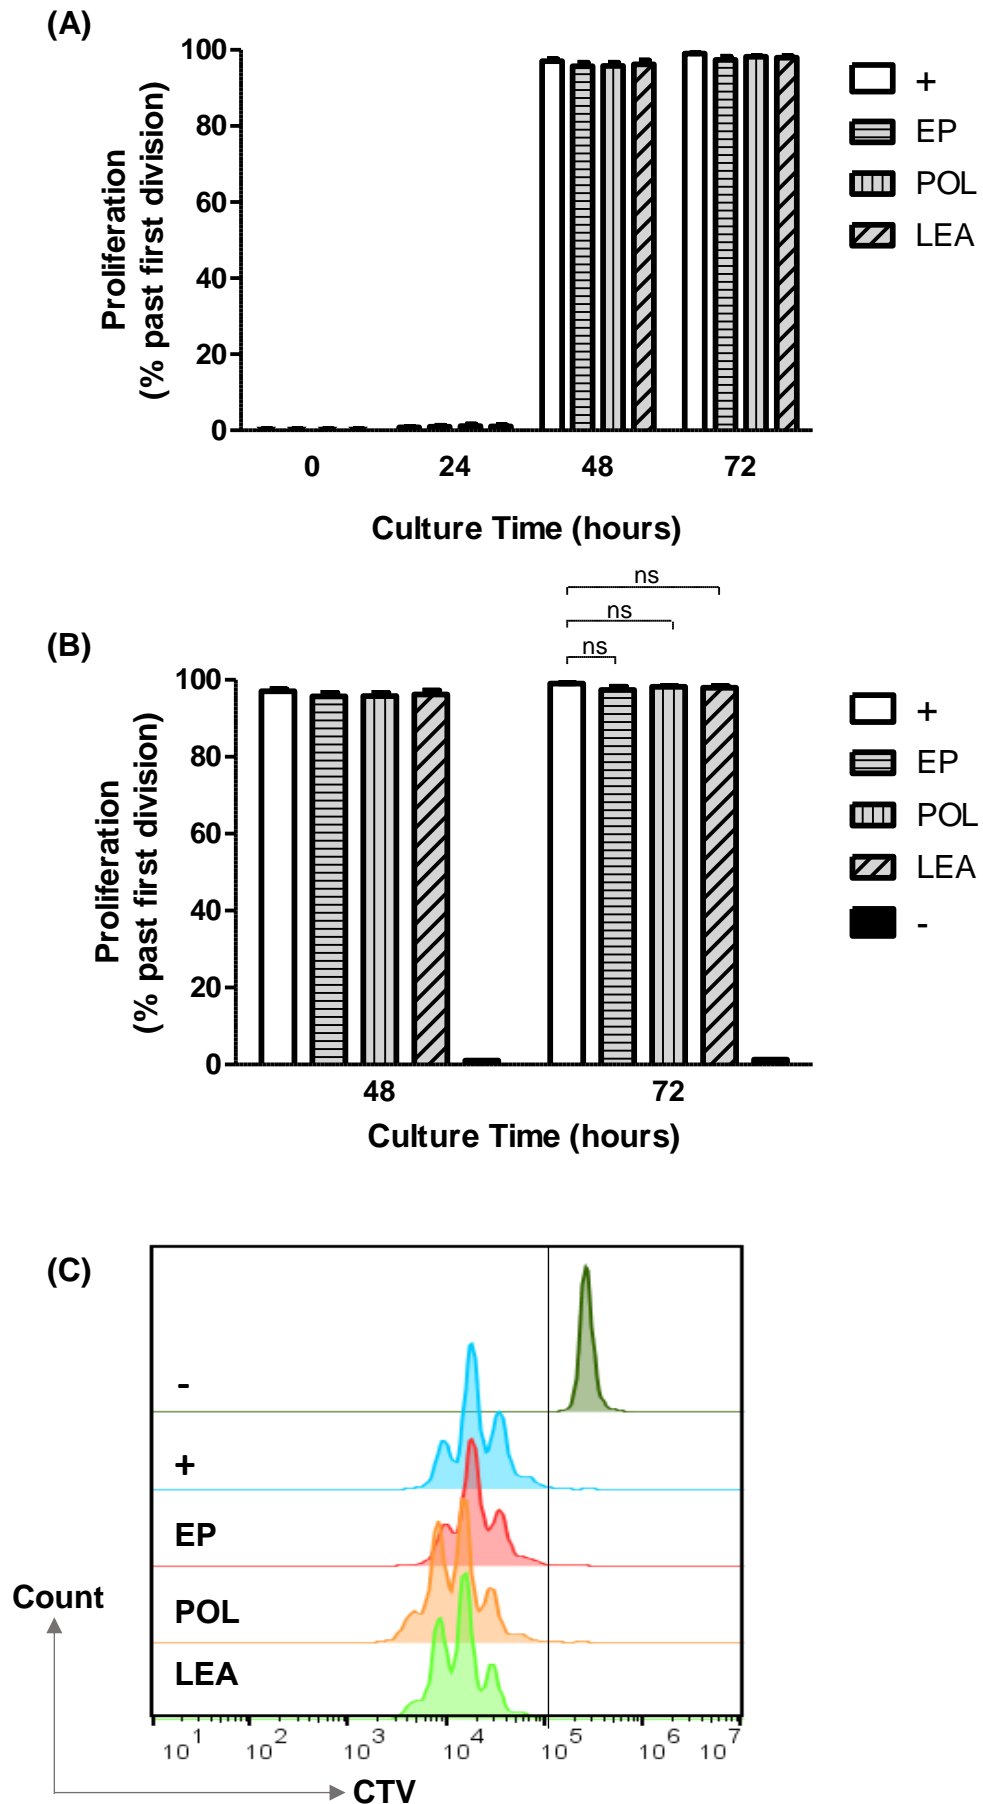 (A)
100
80
60
40
20
0
Proliferation
(% past first division)
0 24 48 72
Culture Time (hours)
+
EP
POL
LEA
(B)
ns
ns
ns
100
80
60
40
20
0
Proliferation
(% past first division)
48 72
Culture Time (hours)
+
EP
POL
LEA
-
(C)
-
+
EP
POL
LEA
Count
10^1 10^2 10^3 10^4 10^5 10^6 10^7
CTV